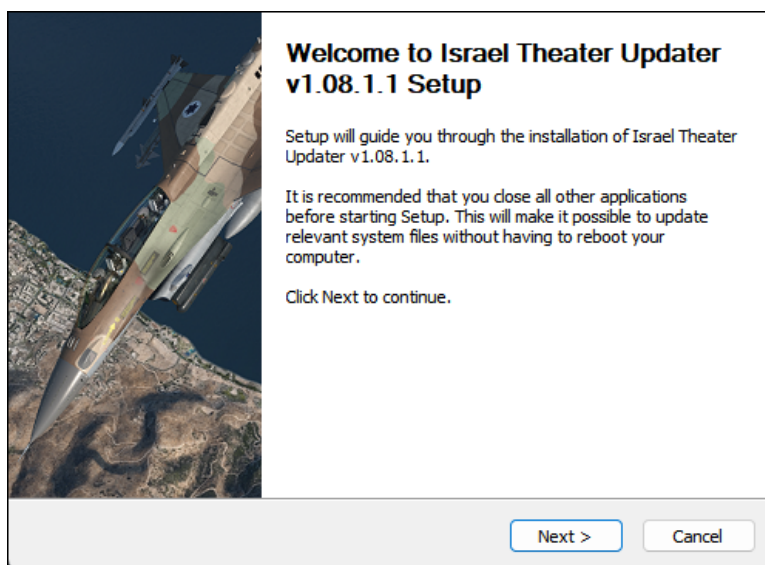 Welcome to Israel Theater Updater
v1.08.1.1 Setup
Setup will guide you through the installation of Israel Theater
Updater v1.08.1.1.
It is recommended that you close all other applications
before starting Setup. This will make it possible to update
relevant system files without having to reboot your
computer.
Click Next to continue.
Next >
Cancel